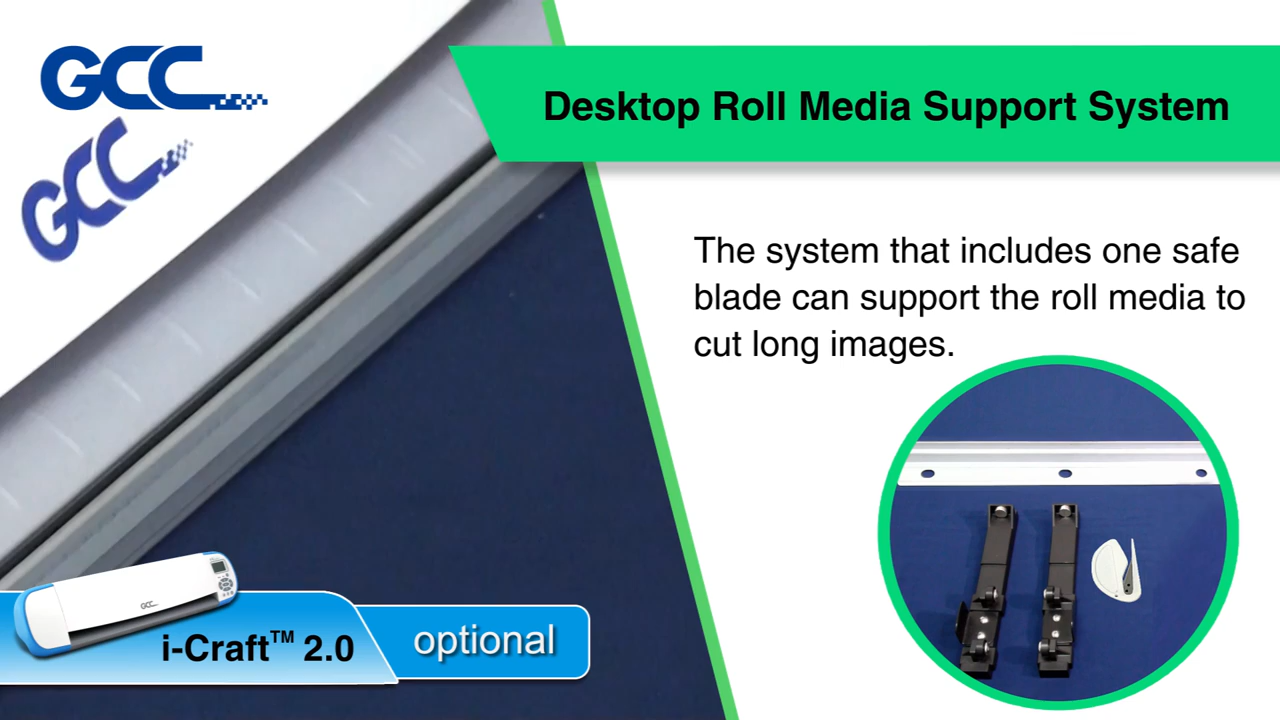 GCC
Desktop Roll Media Support System
GCC
The system that includes one safe
blade can support the roll media to
cut long images.
GCC
i-Craft™ 2.0
optional